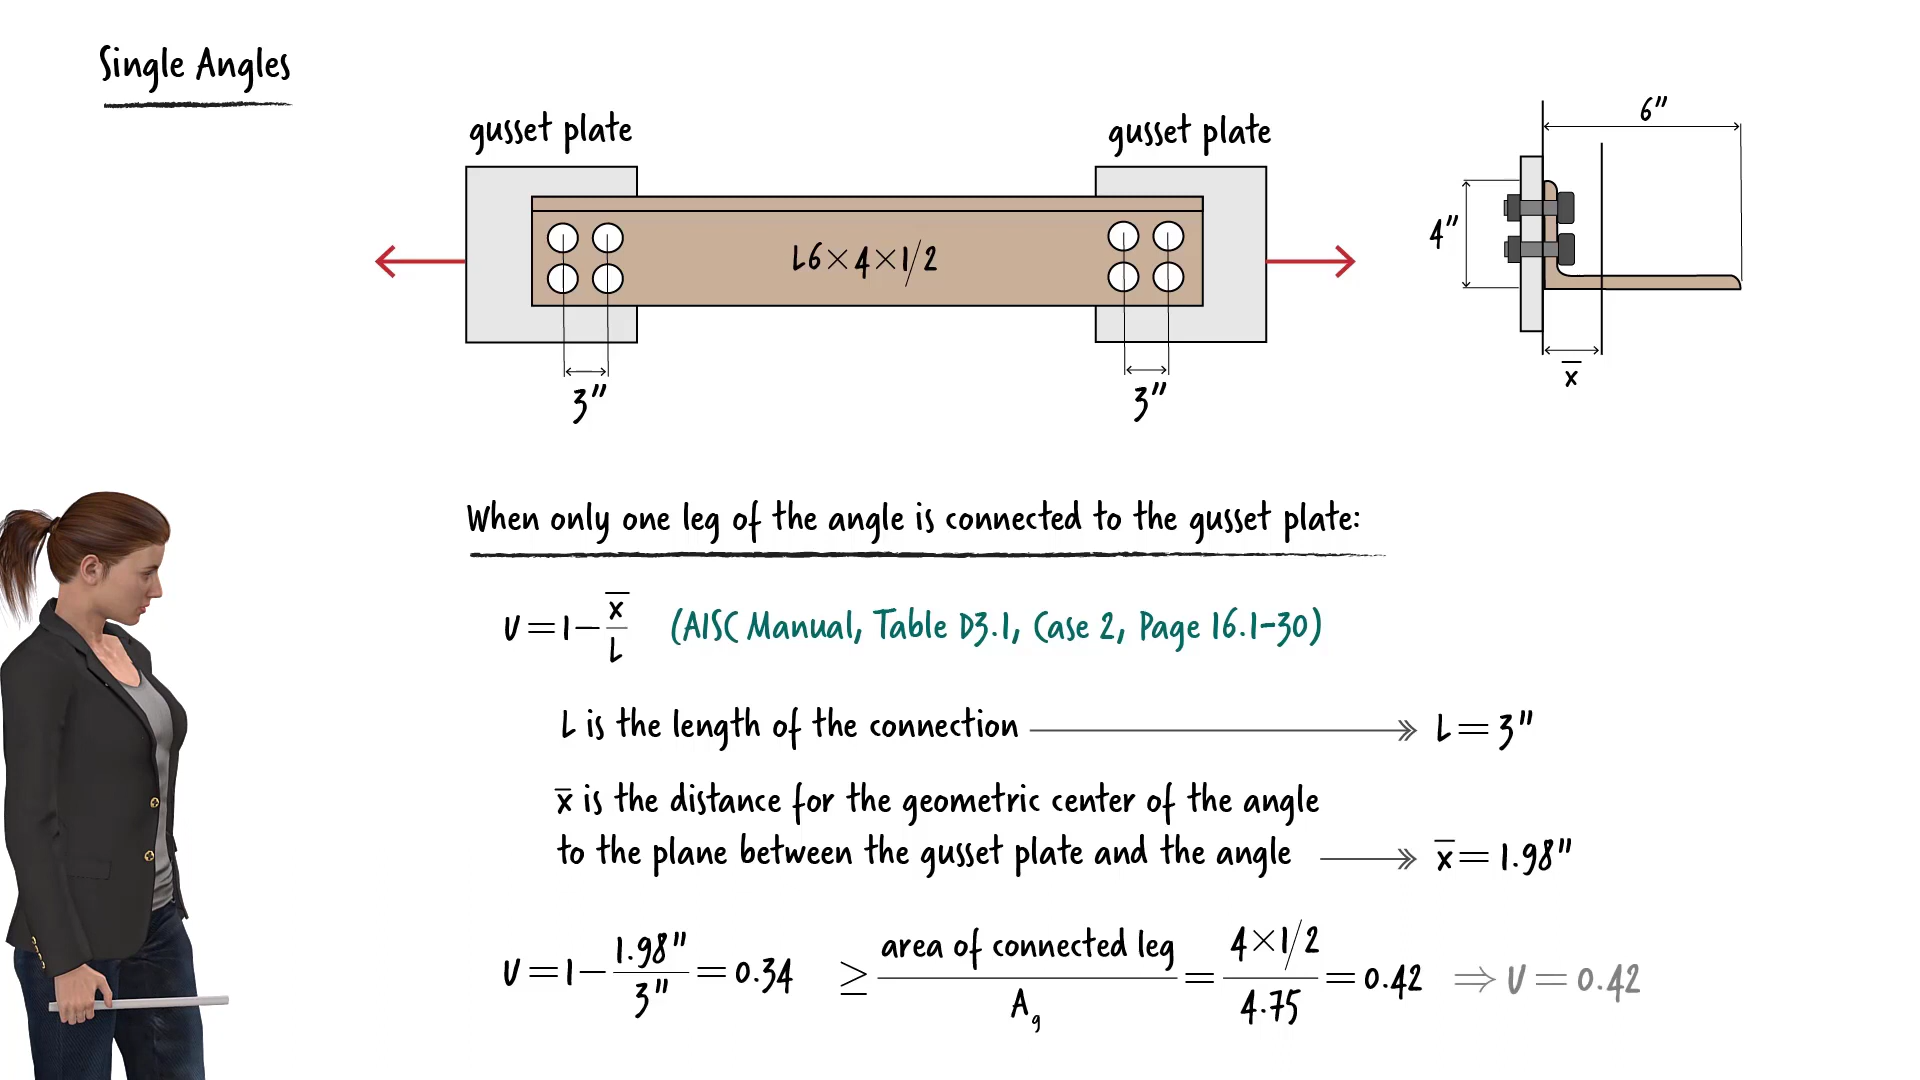 Single Angles
gusset plate
gusset plate
6"
4"
L6×4×1/2
x̅
3"
3"
When only one leg of the angle is connected to the gusset plate:
U = 1 − x̅/L (AISC Manual, Table D3.1, Case 2, Page 16.1-30)
L is the length of the connection L = 3"
x̅ is the distance for the geometric center of the angle
to the plane between the gusset plate and the angle x̅ = 1.98"
U = 1 − 1.98"/3" = 0.34 ≥ area of connected leg/A_g = 4×1/2/4.75 = 0.42 ⇒ U = 0.42